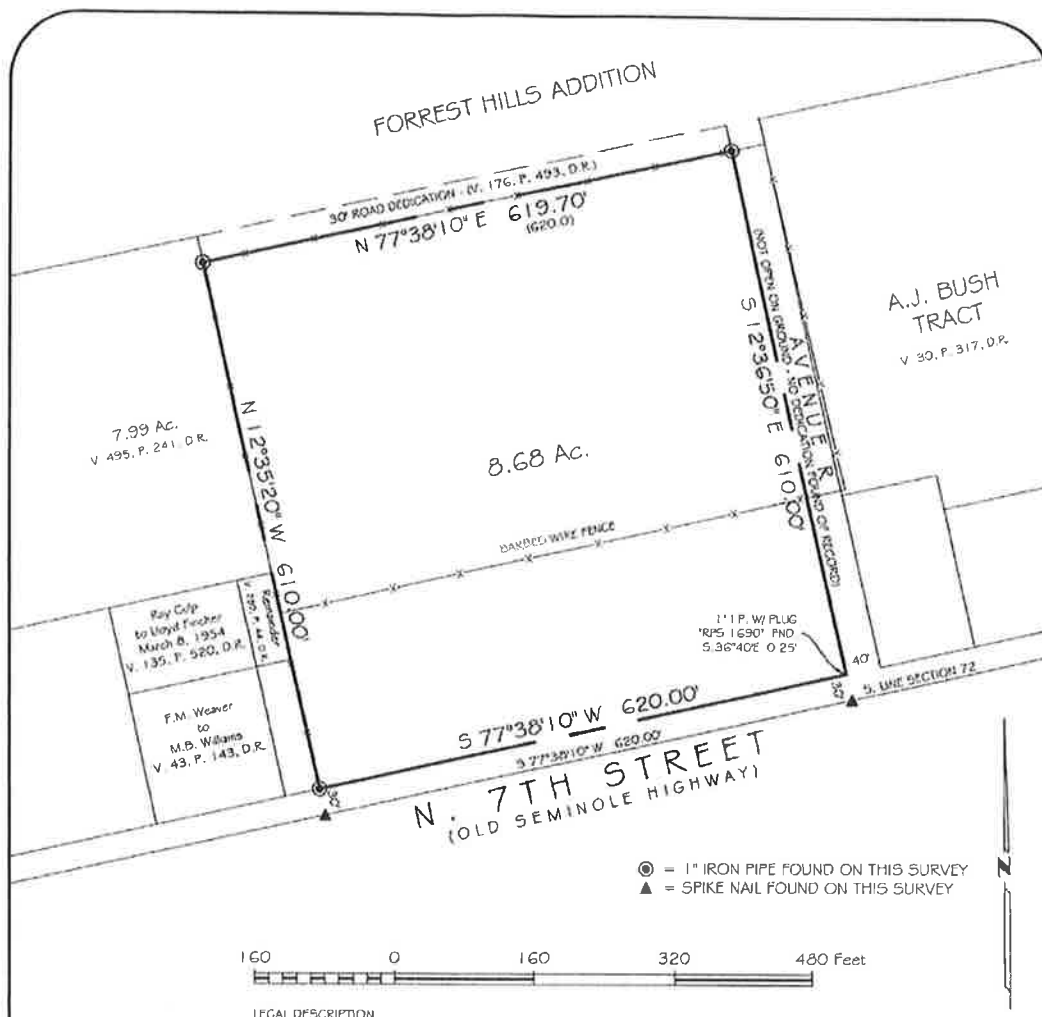 FORREST HILLS ADDITION
30' ROAD DEDICATION - (V. 176, P. 493, D.R.)
N 77°38'10" E 619.70'
(620.0)
A.J. BUSH
TRACT
V 30, P. 317, D.R.
AVENUE R
(NOT OPEN ON GROUND - NO DEDICATION FOUND OF RECORD)
S 12°36'50" E 610.00'
7.99 Ac.
V 495, P. 241, D.R.
N 12°35'20" W 610.00'
8.68 Ac.
BARBED WIRE FENCE
Roy Culp
to Lloyd Fincher
March 8, 1954
V. 135, P. 520, D.R.
Remainder
F.M. Weaver
to
M.B. Williams
V. 43, P. 143, D.R.
1" I.P. W/ PLUG
"RPS 1690" FND
S.36°40'E 0.25'
40'
30'
S. LINE SECTION 72
S 77°38'10" W 620.00'
S 77°38'10" W 620.00'
30'
N. 7TH STREET
(OLD SEMINOLE HIGHWAY)
= 1" IRON PIPE FOUND ON THIS SURVEY
= SPIKE NAIL FOUND ON THIS SURVEY
N
160 0 160 320 480 Feet
LEGAL DESCRIPTION